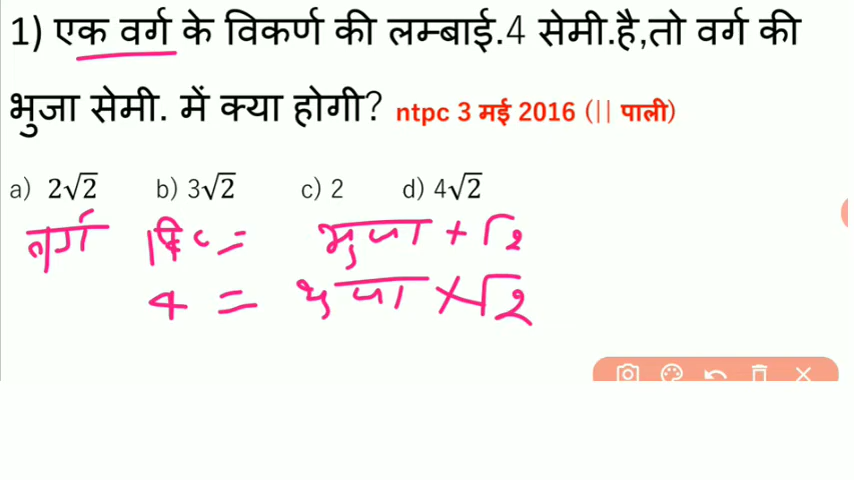 1) एक वर्ग के विकर्ण की लम्बाई.4 सेमी.है,तो वर्ग की
भुजा सेमी. में क्या होगी? ntpc 3 मई 2016 (|| पाली)
a) 2√2 b) 3√2 c) 2 d) 4√2
वर्ग = भुजा + √2
4 = भुजा × √2